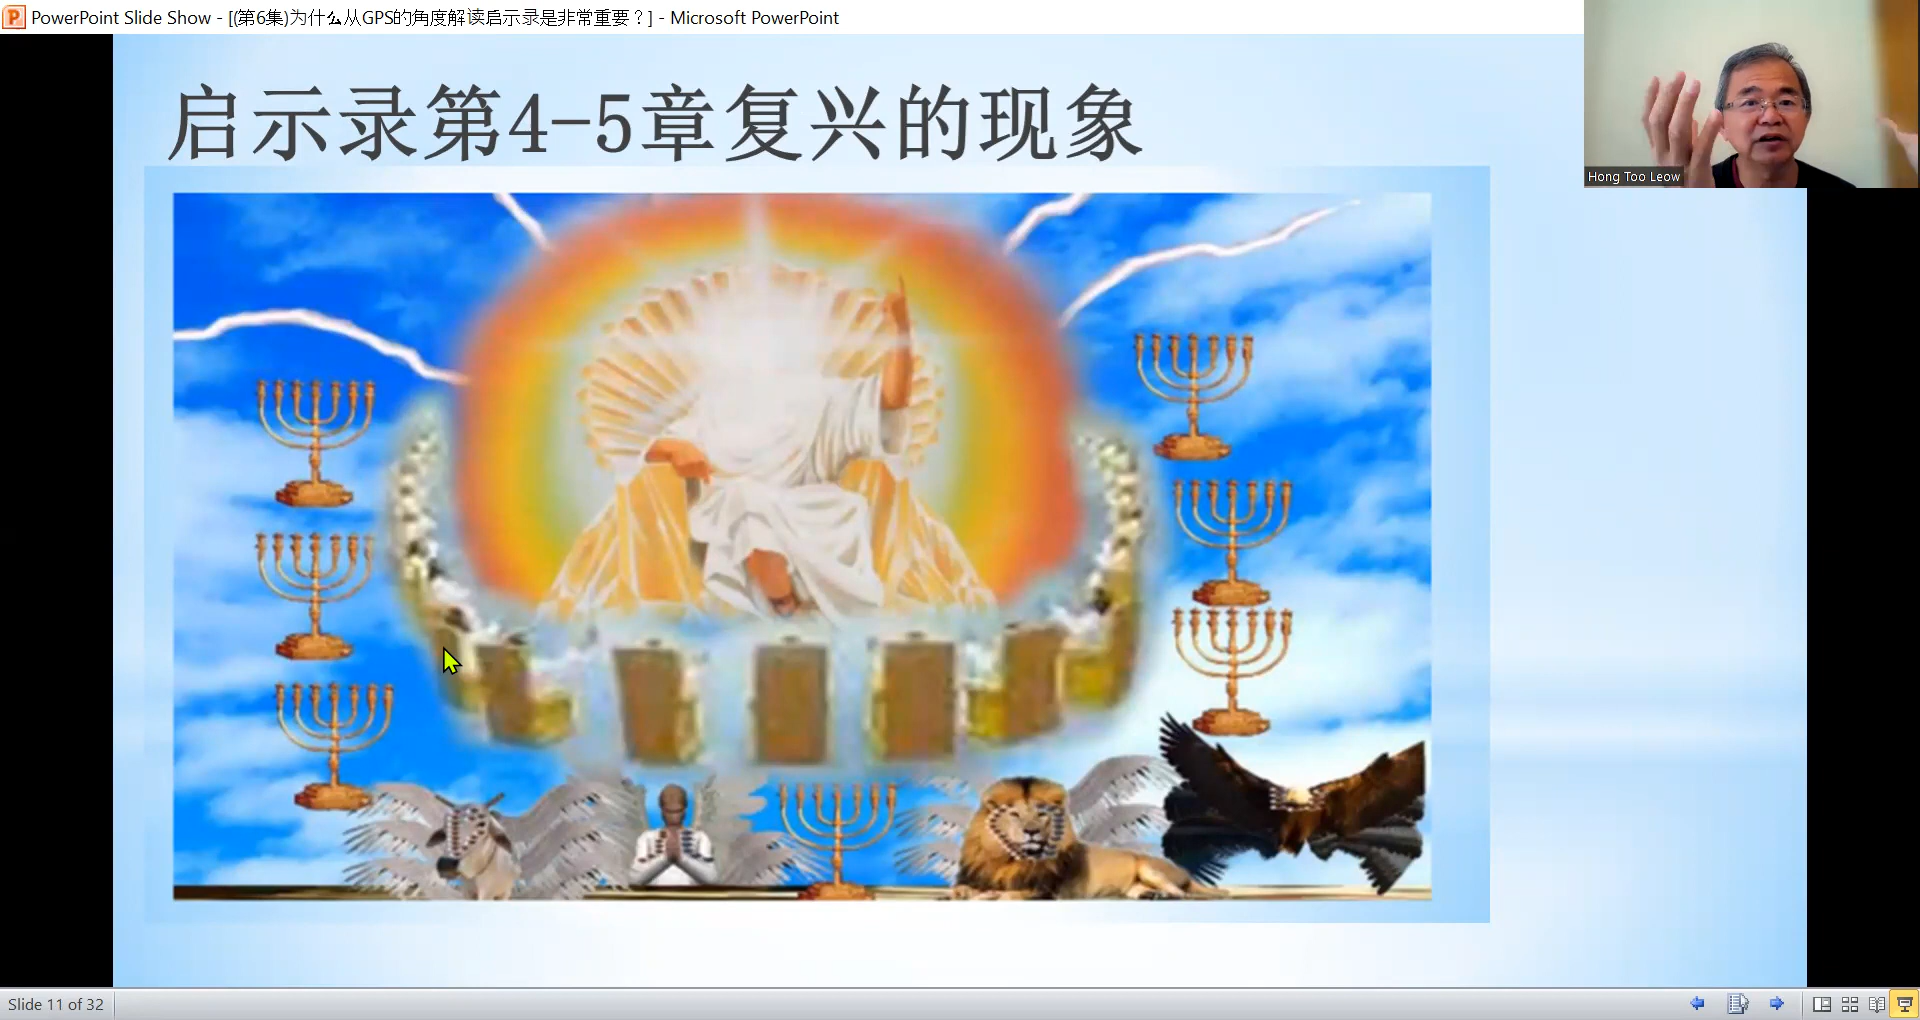 PowerPoint Slide Show - [(第6集)为什么从GPS的角度解读启示录是非常重要？] - Microsoft PowerPoint
启示录第4-5章复兴的现象
Hong Too Leow
Slide 11 of 32